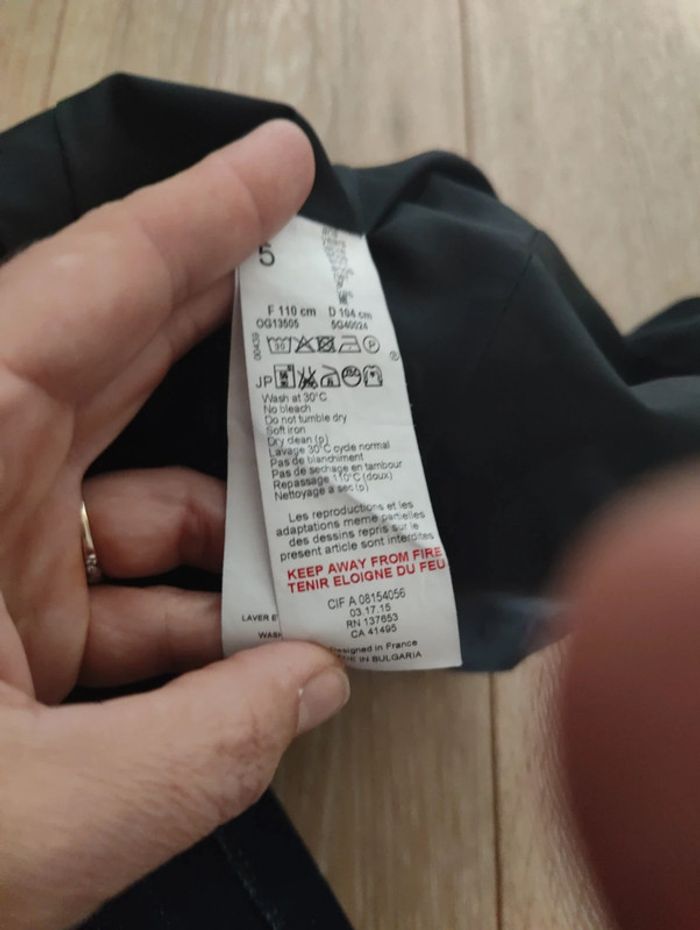 5
F 110 cm D 104 cm
OG13505 5G40024
00439
30 P
®
JP
Wash at 30°C
No bleach
Do not tumble dry
Soft iron
Dry clean (p)
Lavage 30°C cycle normal
Pas de blanchiment
Pas de sechage en tambour
Repassage 110°C (doux)
Nettoyage a sec (p)
Les reproductions et les
adaptations meme partielles
des dessins repris sur le
present article sont interdites
KEEP AWAY FROM FIRE
TENIR ELOIGNE DU FEU
CIF A 08154056
03.17.15
RN 137653
CA 41495
Designed in France
IN BULGARIA
LAVER
WASH